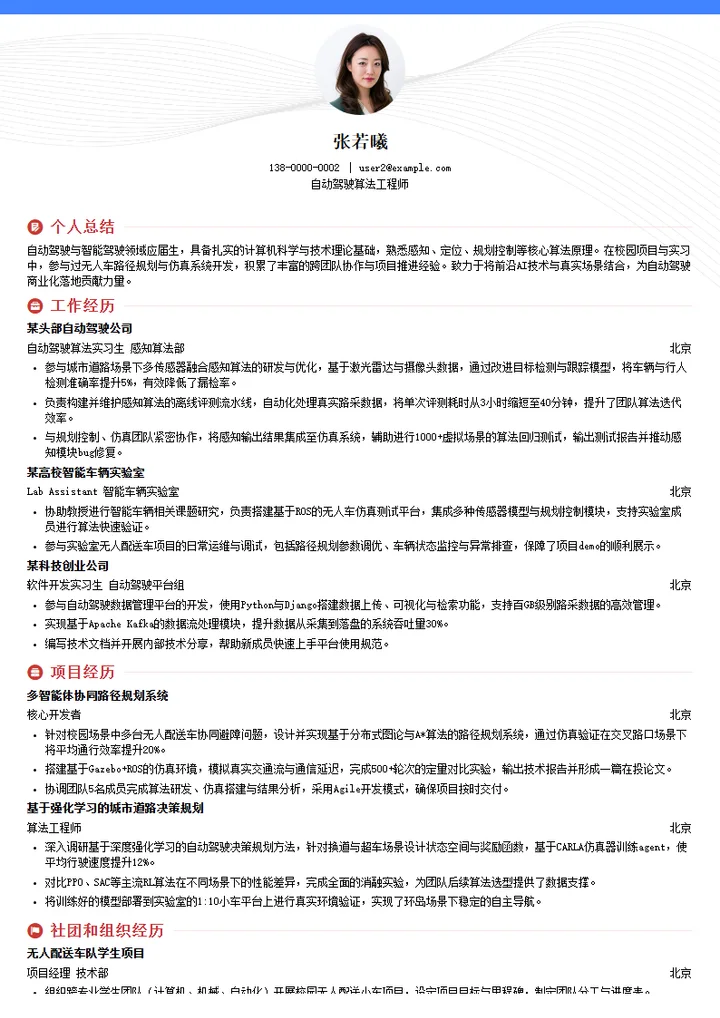 张若曦
138-0000-0002 | user2@example.com
自动驾驶算法工程师
个人总结
自动驾驶与智能驾驶领域应届生，具备扎实的计算机科学与技术理论基础，熟悉感知、定位、规划控制等核心算法原理。在校园项目与实习
中，参与过无人车路径规划与仿真系统开发，积累了丰富的跨团队协作与项目推进经验。致力于将前沿AI技术与真实场景结合，为自动驾驶
商业化落地贡献力量。
工作经历
某头部自动驾驶公司
自动驾驶算法实习生 感知算法部 北京
• 参与城市道路场景下多传感器融合感知算法的研发与优化，基于激光雷达与摄像头数据，通过改进目标检测与跟踪模型，将车辆与行人
检测准确率提升5%，有效降低了漏检率。
• 负责构建并维护感知算法的离线评测流水线，自动化处理真实路采数据，将单次评测耗时从3小时缩短至40分钟，提升了团队算法迭代
效率。
• 与规划控制、仿真团队紧密协作，将感知输出结果集成至仿真系统，辅助进行1000+虚拟场景的算法回归测试，输出测试报告并推动感
知模块bug修复。
某高校智能车辆实验室
Lab Assistant 智能车辆实验室 北京
• 协助教授进行智能车辆相关课题研究，负责搭建基于ROS的无人车仿真测试平台，集成多种传感器模型与规划控制模块，支持实验室成
员进行算法快速验证。
• 参与实验室无人配送车项目的日常运维与调试，包括路径规划参数调优、车辆状态监控与异常排查，保障了项目demo的顺利展示。
某科技创业公司
软件开发实习生 自动驾驶平台组 北京
• 参与自动驾驶数据管理平台的开发，使用Python与Django搭建数据上传、可视化与检索功能，支持百GB级别路采数据的高效管理。
• 实现基于Apache Kafka的数据流处理模块，提升数据从采集到落盘的系统吞吐量30%。
• 编写技术文档并开展内部技术分享，帮助新成员快速上手平台使用规范。
项目经历
多智能体协同路径规划系统
核心开发者 北京
• 针对校园场景中多台无人配送车协同避障问题，设计并实现基于分布式图论与A*算法的路径规划系统，通过仿真验证在交叉路口场景下
将平均通行效率提升20%。
• 搭建基于Gazebo+ROS的仿真环境，模拟真实交通流与通信延迟，完成500+轮次的定量对比实验，输出技术报告并形成一篇在投论文。
• 协调团队5名成员完成算法研发、仿真搭建与结果分析，采用Agile开发模式，确保项目按时交付。
基于强化学习的城市道路决策规划
算法工程师 北京
• 深入调研基于深度强化学习的自动驾驶决策规划方法，针对换道与超车场景设计状态空间与奖励函数，基于CARLA仿真器训练agent，使
平均行驶速度提升12%。
• 对比PPO、SAC等主流RL算法在不同场景下的性能差异，完成全面的消融实验，为团队后续算法选型提供了数据支撑。
• 将训练好的模型部署到实验室的1:10小车平台上进行真实环境验证，实现了环岛场景下稳定的自主导航。
社团和组织经历
无人配送车队学生项目
项目经理 技术部 北京
• 组织跨专业学生团队（计算机、机械、自动化）开展校园无人配送小车项目，设定项目目标与里程碑，制定团队分工与进度表。